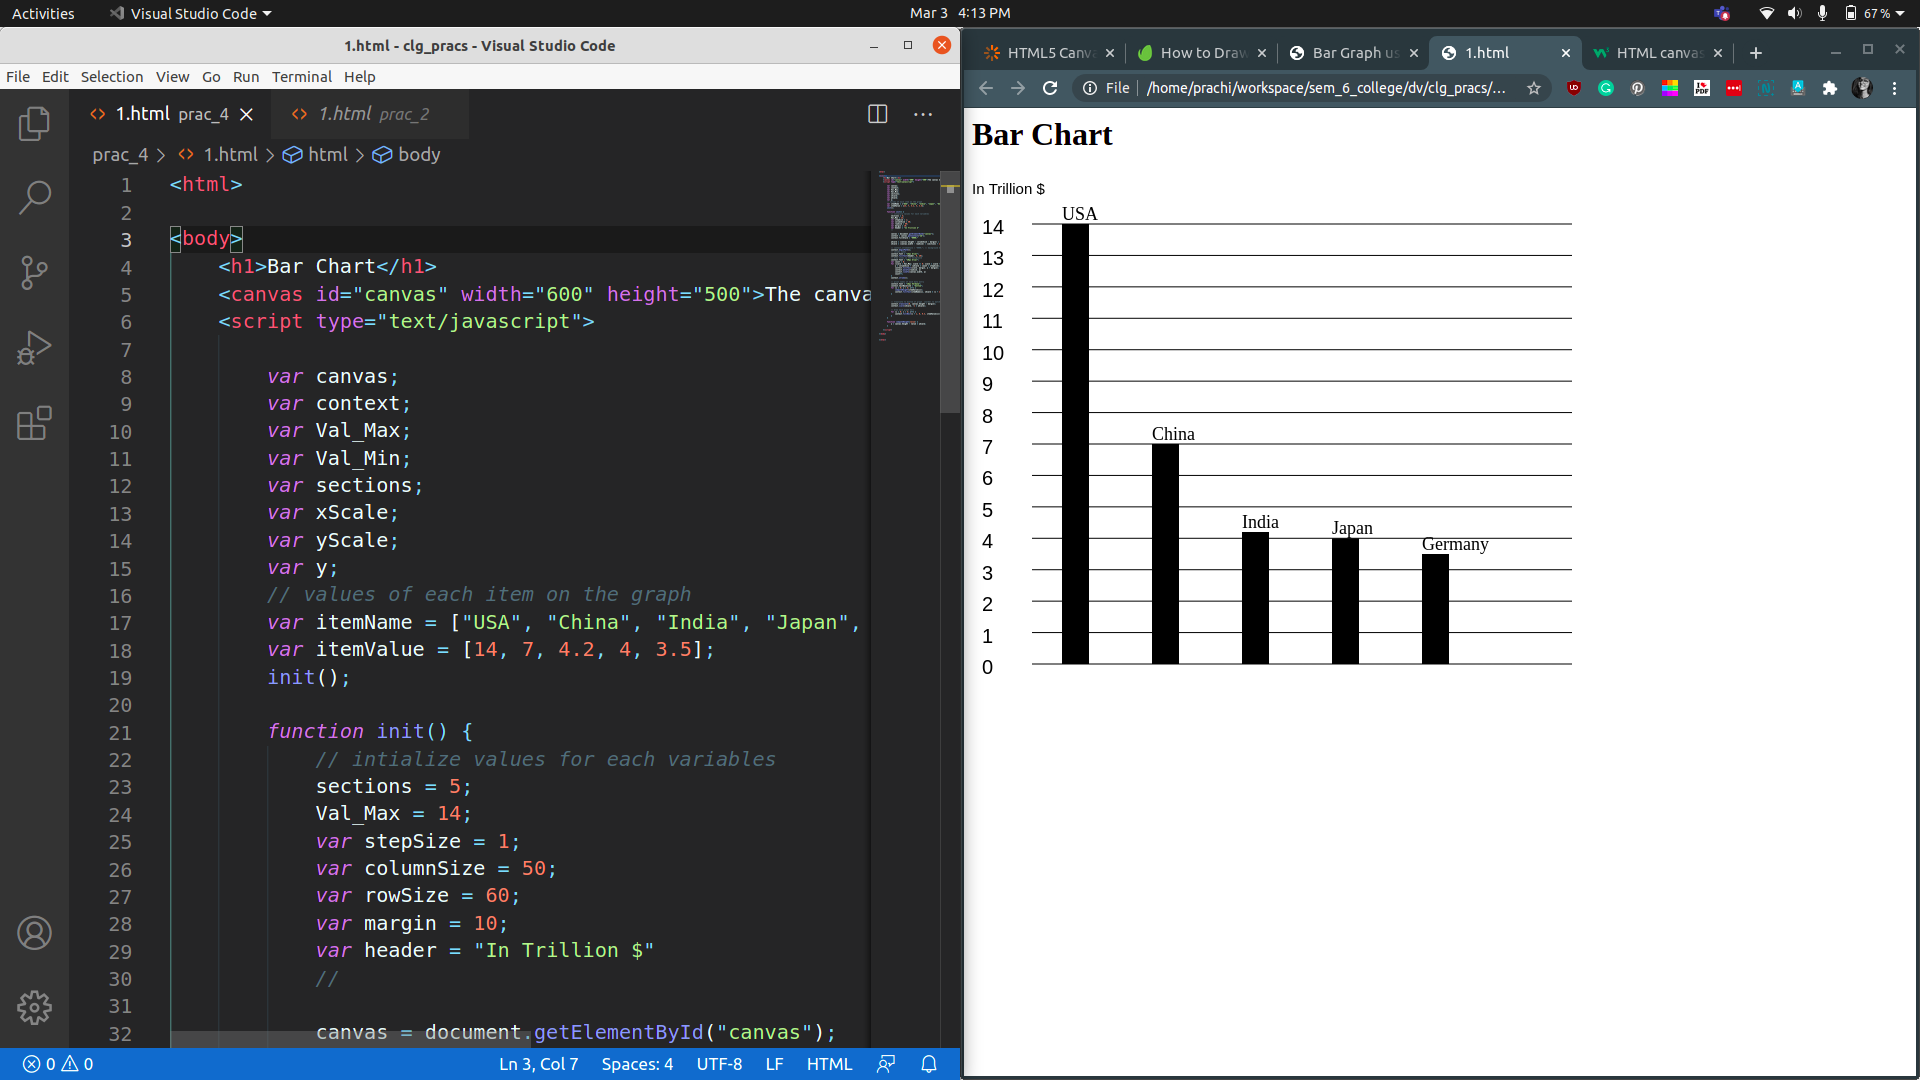 Activities
Visual Studio Code
Mar 3 4:13 PM
67 %
1.html - clg_pracs - Visual Studio Code
File Edit Selection View Go Run Terminal Help
1.html prac_4
1.html prac_2
prac_4 > 1.html > html > body
1 <html>
2
3 <body>
4 <h1>Bar Chart</h1>
5 <canvas id="canvas" width="600" height="500">The canva
6 <script type="text/javascript">
7
8 var canvas;
9 var context;
10 var Val_Max;
11 var Val_Min;
12 var sections;
13 var xScale;
14 var yScale;
15 var y;
16 // values of each item on the graph
17 var itemName = ["USA", "China", "India", "Japan",
18 var itemValue = [14, 7, 4.2, 4, 3.5];
19 init();
20
21 function init() {
22 // intialize values for each variables
23 sections = 5;
24 Val_Max = 14;
25 var stepSize = 1;
26 var columnSize = 50;
27 var rowSize = 60;
28 var margin = 10;
29 var header = "In Trillion $"
30 //
31
32 canvas = document.getElementById("canvas");
0 0
Ln 3, Col 7 Spaces: 4 UTF-8 LF HTML
HTML5 Canva
How to Draw
Bar Graph us
1.html
HTML canvas
File /home/prachi/workspace/sem_6_college/dv/clg_pracs/...
Bar Chart
In Trillion $
USA
14
13
12
11
10
9
8
China
7
6
5
India
Japan
4
Germany
3
2
1
0